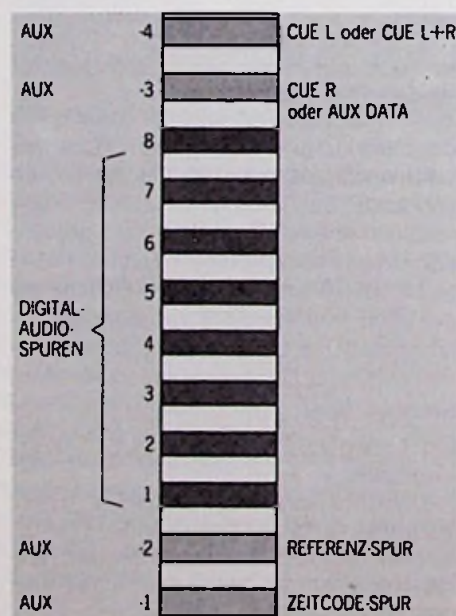 AUX -4 CUE L oder CUE L+R
AUX -3 CUE R
oder AUX DATA
8
7
6
5
DIGITAL-
AUDIO-
SPUREN
4
3
2
1
AUX -2 REFERENZ-SPUR
AUX -1 ZEITCODE-SPUR